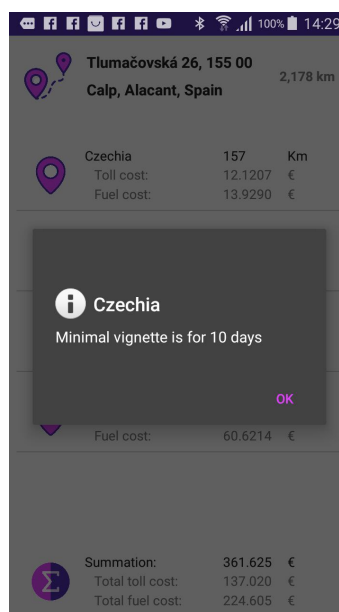 100% 14:29
Tlumačovská 26, 155 00
Calp, Alacant, Spain
2,178 km
Czechia 157 Km
Toll cost: 12.1207 €
Fuel cost: 13.9290 €
Czechia
Minimal vignette is for 10 days
OK
Fuel cost: 60.6214 €
Summation: 361.625 €
Total toll cost: 137.020 €
Total fuel cost: 224.605 €